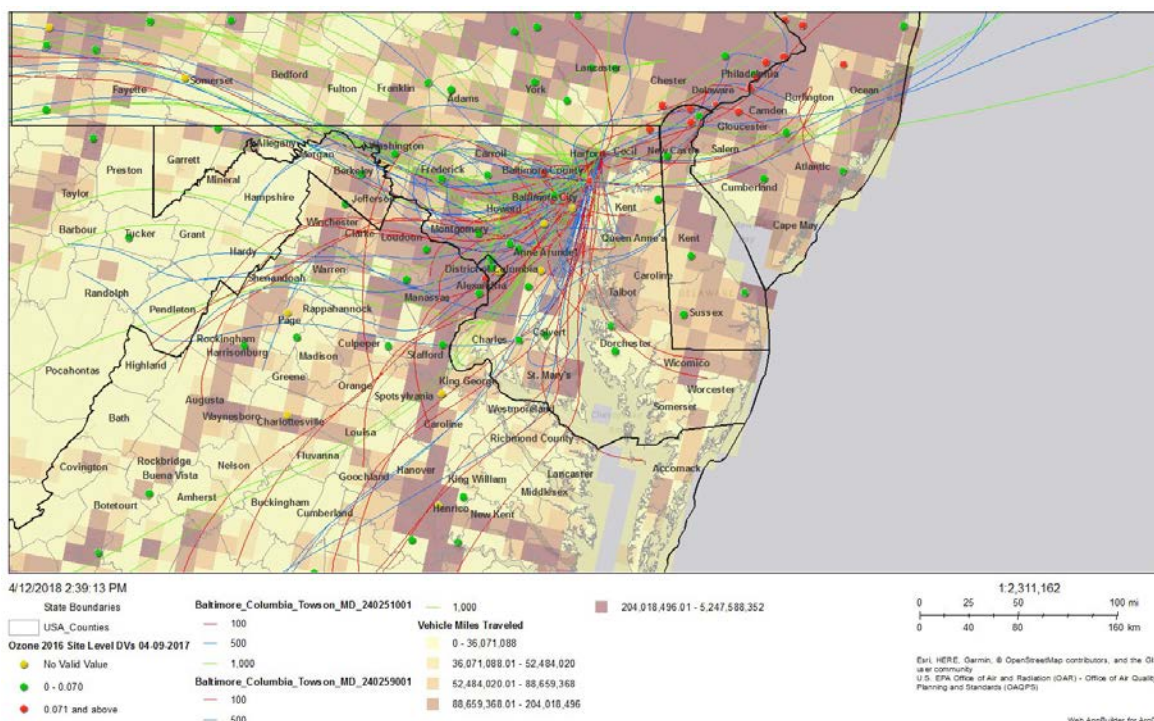 Somerset
Bedford
Fayette
Fulton
Franklin
Adams
York
Lancaster
Chester
Philadelphia
Delaware
Burlington
Ocean
Camden
Gloucester
Salem
Atlantic
Cumberland
Cape May
New Castle
Cecil
Harford
Baltimore County
Baltimore City
Carroll
Frederick
Washington
Allegany
Morgan
Berkeley
Garrett
Preston
Mineral
Taylor
Hampshire
Jefferson
Howard
Kent
Winchester
Clarke
Loudoun
Montgomery
Barbour
Tucker
Grant
Hardy
Queen Anne's
Kent
Anne Arundel
District of Columbia
Caroline
Warren
Shenandoah
Alexandria
Talbot
Randolph
Manassas
Pendleton
Rappahannock
Page
Sussex
Rockingham
Harrisonburg
Culpeper
Madison
Stafford
Charles
Calvert
Dorchester
Pocahontas
Highland
Greene
Orange
King George
St. Mary's
Wicomico
Worcester
Augusta
Spotsylvania
Waynesboro
Charlottesville
Caroline
Westmoreland
Somerset
Bath
Louisa
Richmond County
Fluvanna
Covington
Rockbridge
Nelson
Buena Vista
Goochland
Hanover
King William
Lancaster
Accomack
Botetourt
Amherst
Buckingham
Cumberland
Middlesex
Henrico
New Kent
4/12/2018 2:39:13 PM
State Boundaries
USA_Counties
Ozone 2016 Site Level DVs 04-09-2017
No Valid Value
0 - 0.070
0.071 and above
Baltimore_Columbia_Towson_MD_240251001
100
500
1,000
Baltimore_Columbia_Towson_MD_240259001
100
500
1,000
Vehicle Miles Traveled
0 - 36,071,088
36,071,088.01 - 52,484,020
52,484,020.01 - 88,659,368
88,659,368.01 - 204,018,496
204,018,496.01 - 5,247,588,352
1:2,311,162
0 25 50 100 mi
0 40 80 160 km
Esri, HERE, Garmin, © OpenStreetMap contributors, and the GI
user community
U.S. EPA Office of Air and Radiation (OAR) - Office of Air Quality
Planning and Standards (OAQPS)
Web AppBuilder for Arc